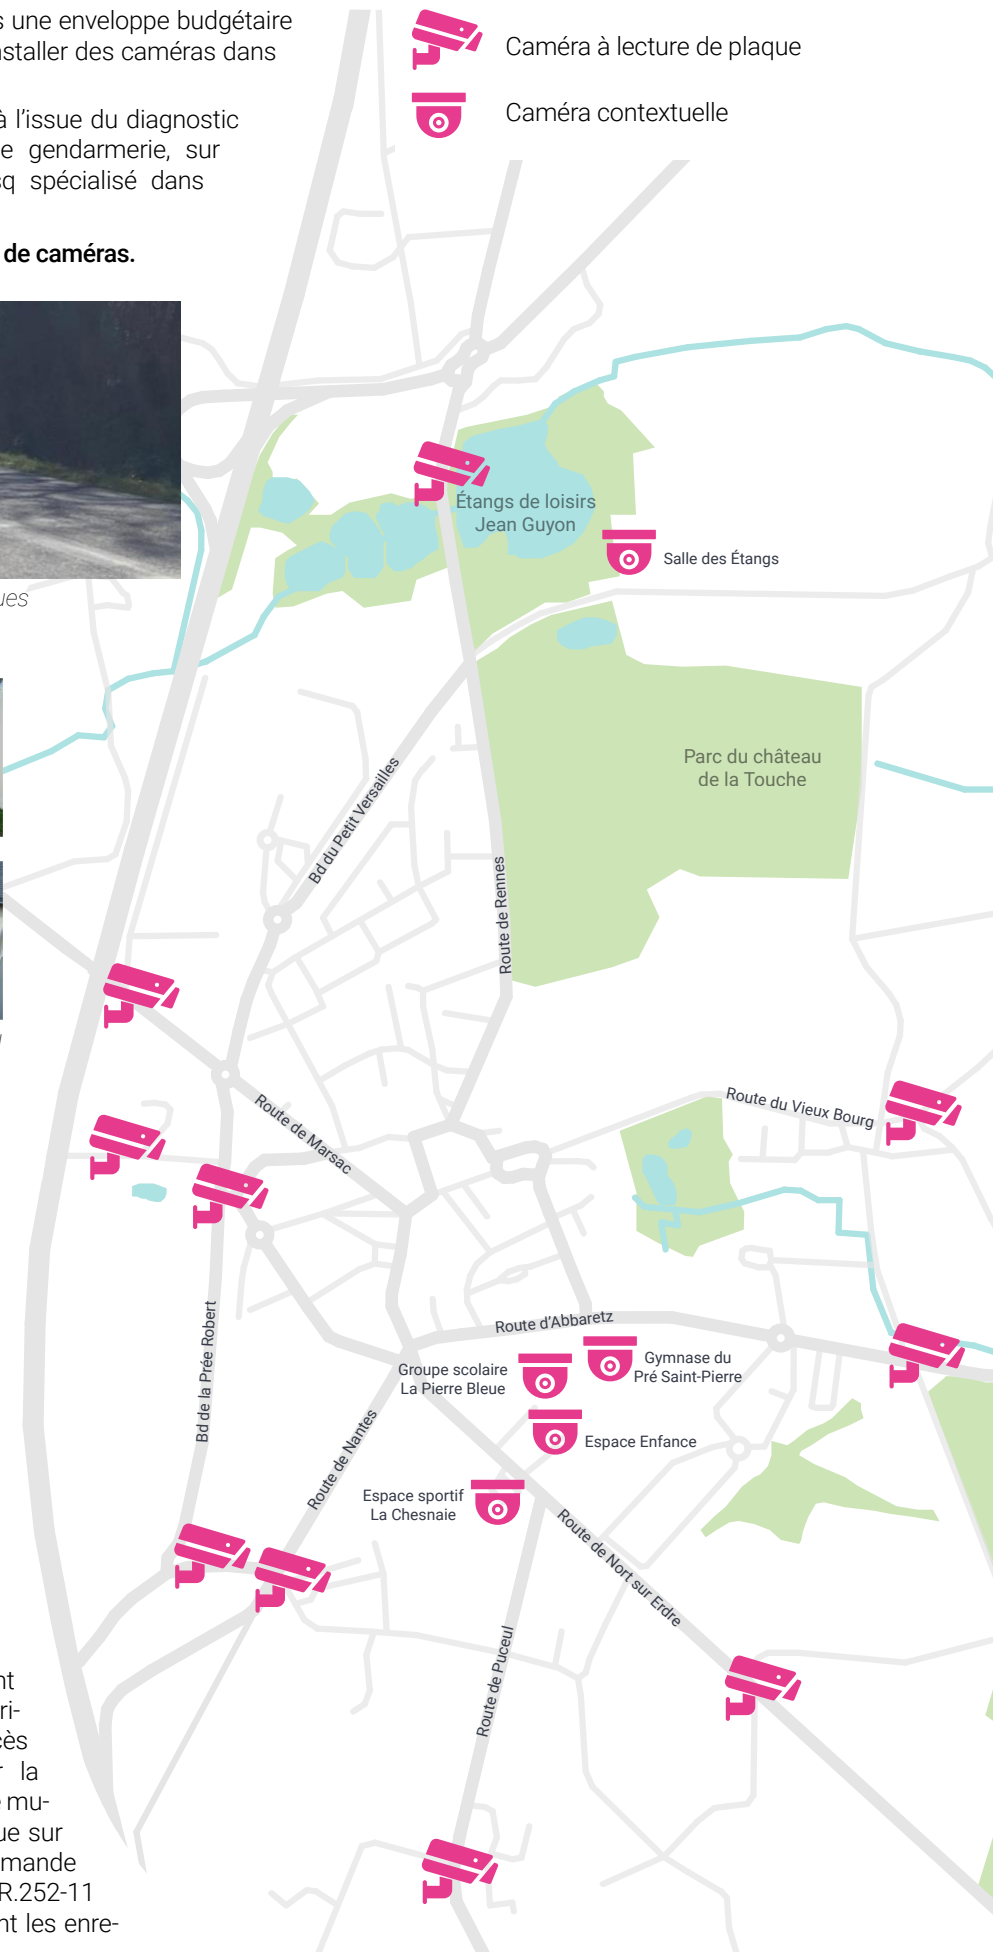 s une enveloppe budgétaire
nstaller des caméras dans
à l'issue du diagnostic
e gendarmerie, sur
sq spécialisé dans
de caméras.
ues
Caméra à lecture de plaque
Caméra contextuelle
Étangs de loisirs
Jean Guyon
Salle des Étangs
Parc du château
de la Touche
Bd du Petit Versailles
Route de Rennes
Route du Vieux Bourg
Route de Marsac
Route d'Abbaretz
Bd de la Prée Robert
Groupe scolaire
La Pierre Bleue
Gymnase du
Pré Saint-Pierre
Espace Enfance
Route de Nantes
Espace sportif
La Chesnaie
Route de Nort sur Erdre
Route de Puceul
nt
ri-
cès
r la
e mu-
ue sur
mande
R.252-11
nt les enre-